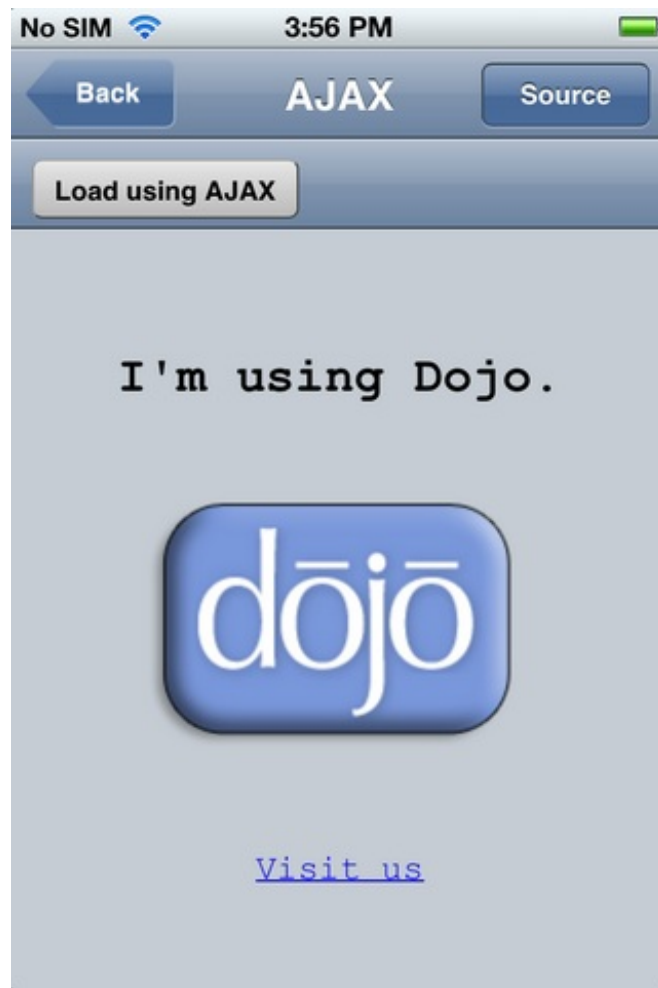 No SIM 3:56 PM
Back AJAX Source
Load using AJAX
I'm using Dojo.
dōjō
Visit us